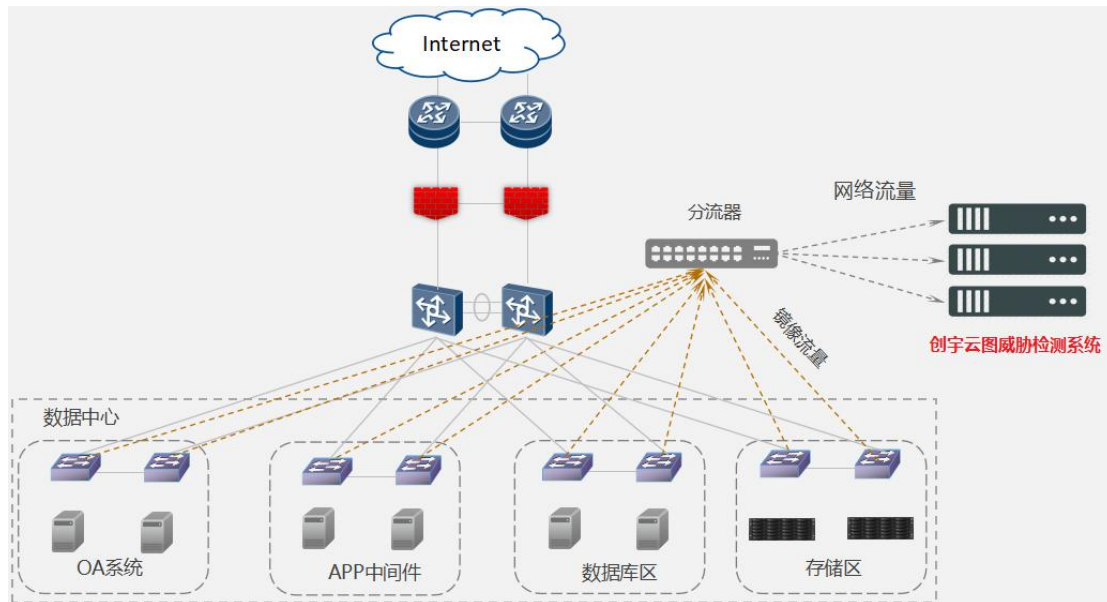 Internet
网络流量
分流器
镜像流量
创宇云图威胁检测系统
数据中心
OA系统
APP中间件
数据库区
存储区